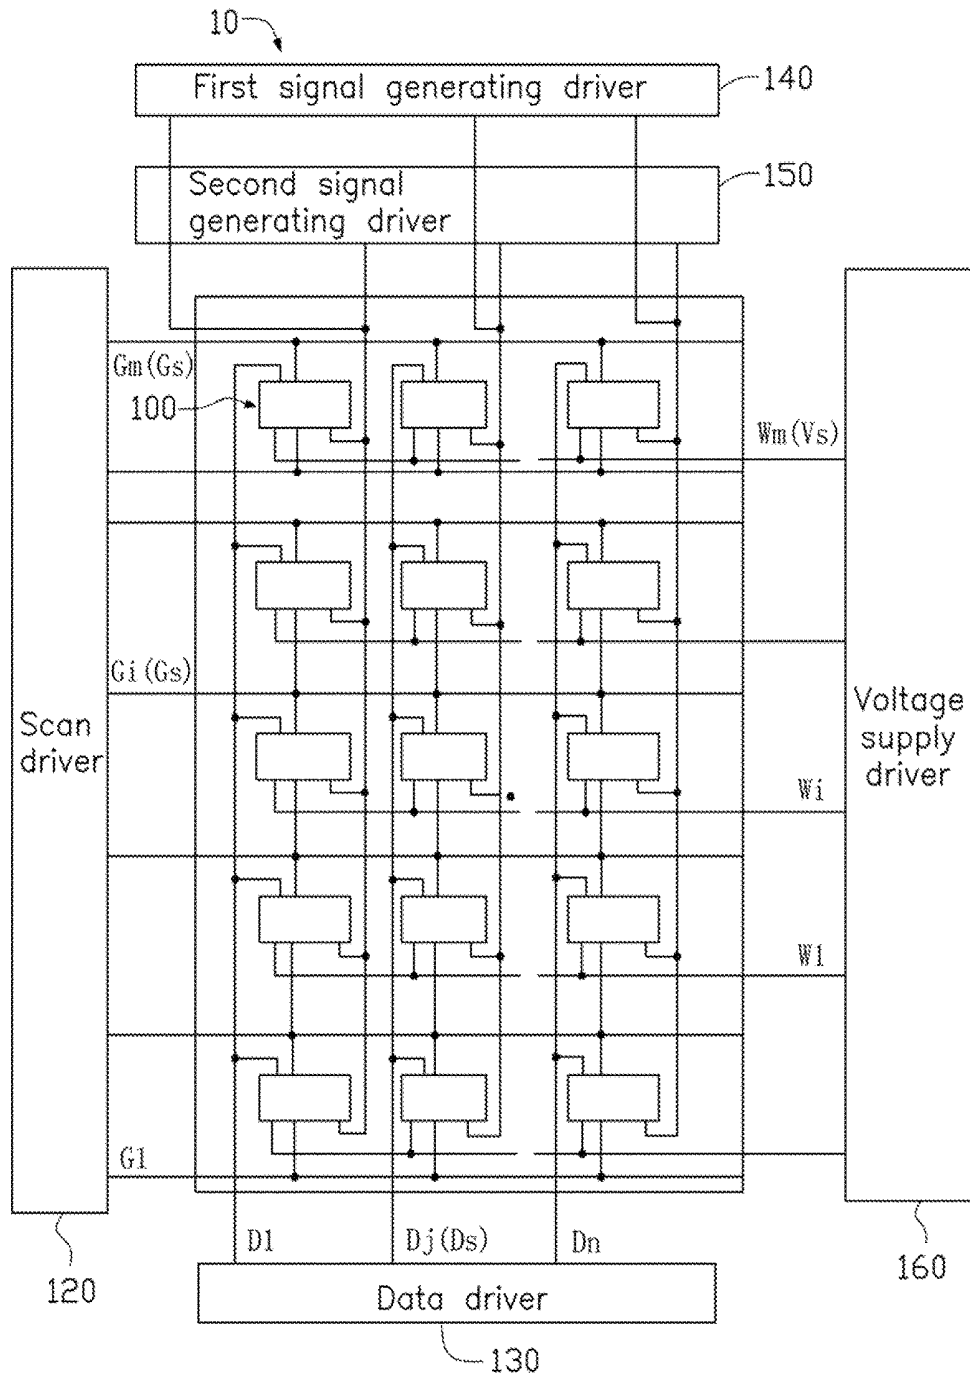 10
First signal generating driver
140
Second signal
generating driver
150
Gm(Gs)
100
Wm(Vs)
Gi(Gs)
Scan
driver
Voltage
supply
driver
Wi
W1
G1
D1
Dj(Ds)
Dn
120
160
Data driver
130